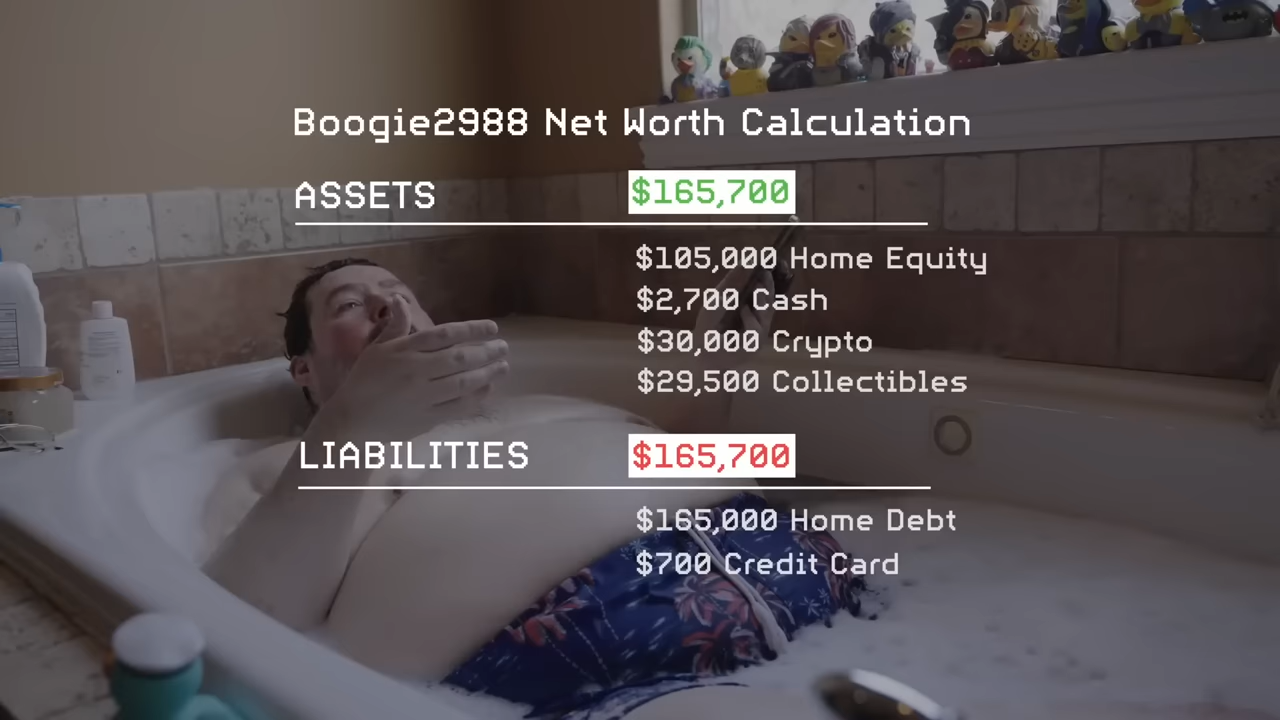 Boogie2988 Net Worth Calculation
ASSETS $165,700
$105,000 Home Equity
$2,700 Cash
$30,000 Crypto
$29,500 Collectibles
LIABILITIES $165,700
$165,000 Home Debt
$700 Credit Card